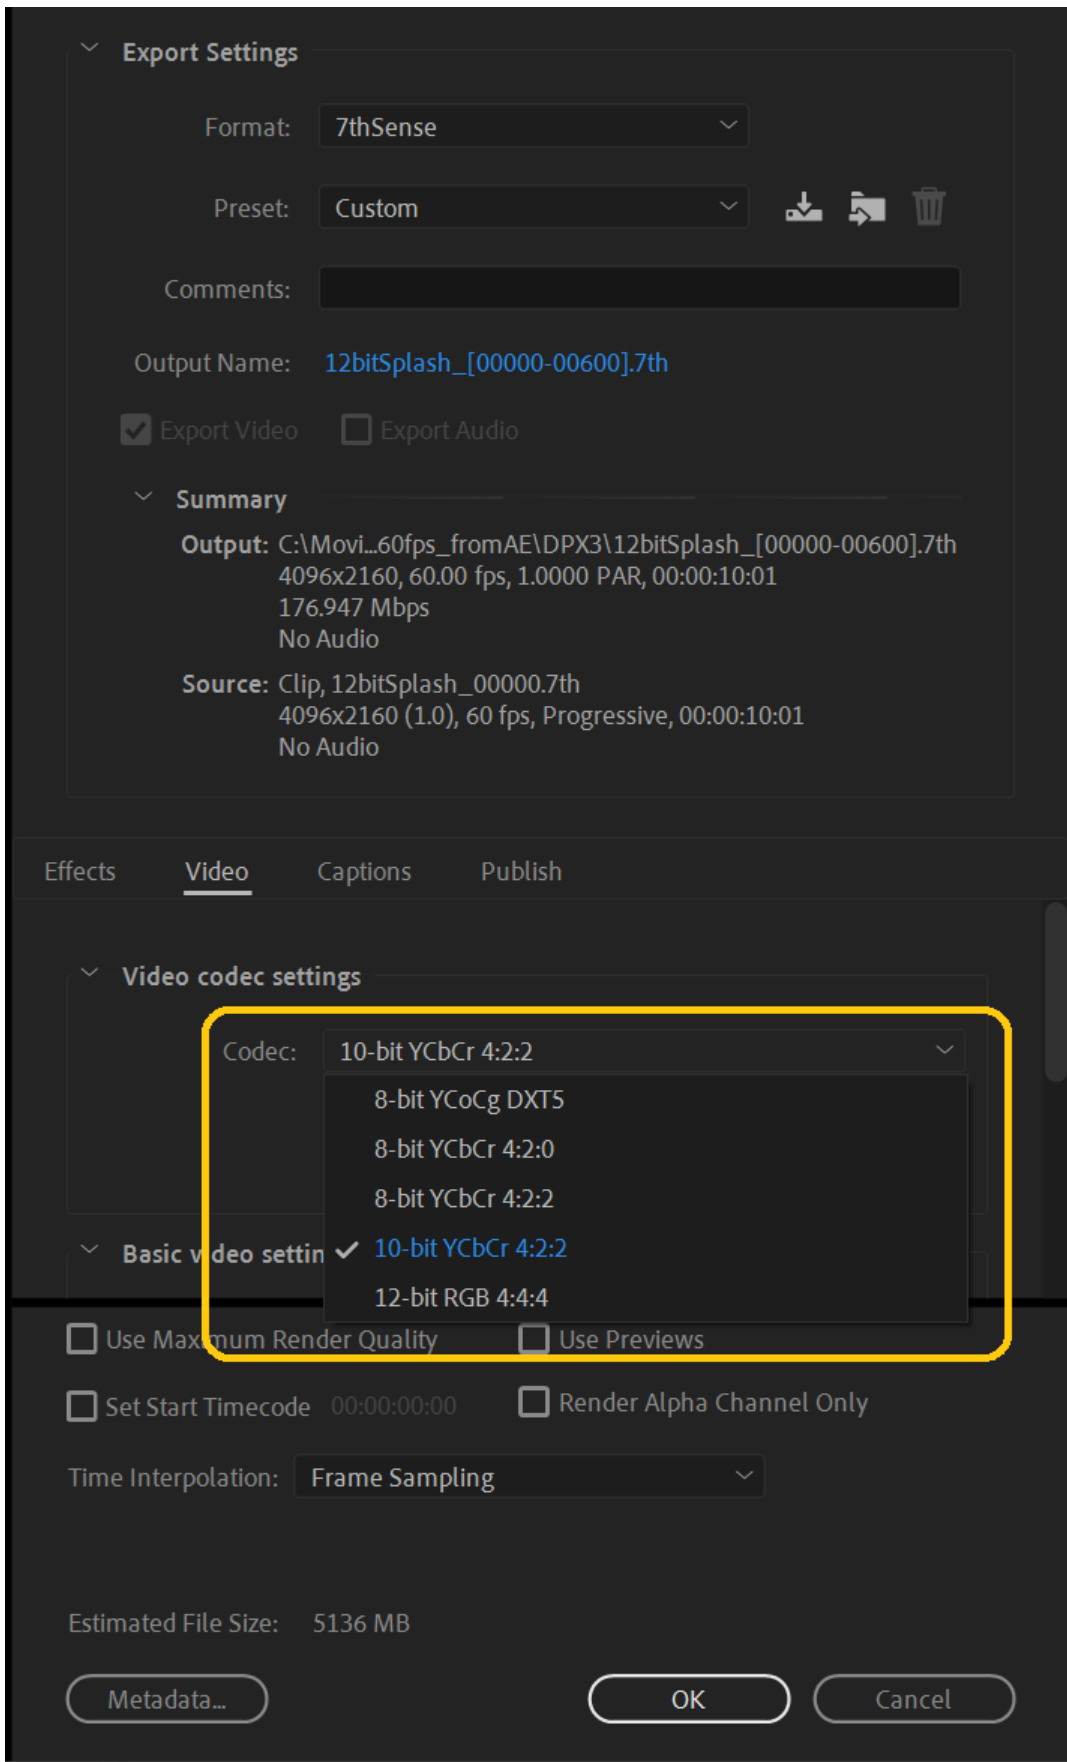 Export Settings
Format: 7thSense
Preset: Custom
Comments:
Output Name: 12bitSplash_[00000-00600].7th
Export Video Export Audio
Summary
Output: C:\Movi...60fps_fromAE\DPX3\12bitSplash_[00000-00600].7th
4096x2160, 60.00 fps, 1.0000 PAR, 00:00:10:01
176.947 Mbps
No Audio
Source: Clip, 12bitSplash_00000.7th
4096x2160 (1.0), 60 fps, Progressive, 00:00:10:01
No Audio
Effects Video Captions Publish
Video codec settings
Codec: 10-bit YCbCr 4:2:2
8-bit YCoCg DXT5
8-bit YCbCr 4:2:0
8-bit YCbCr 4:2:2
Basic video settin 10-bit YCbCr 4:2:2
12-bit RGB 4:4:4
Use Maximum Render Quality Use Previews
Set Start Timecode 00:00:00:00 Render Alpha Channel Only
Time Interpolation: Frame Sampling
Estimated File Size: 5136 MB
Metadata... OK Cancel